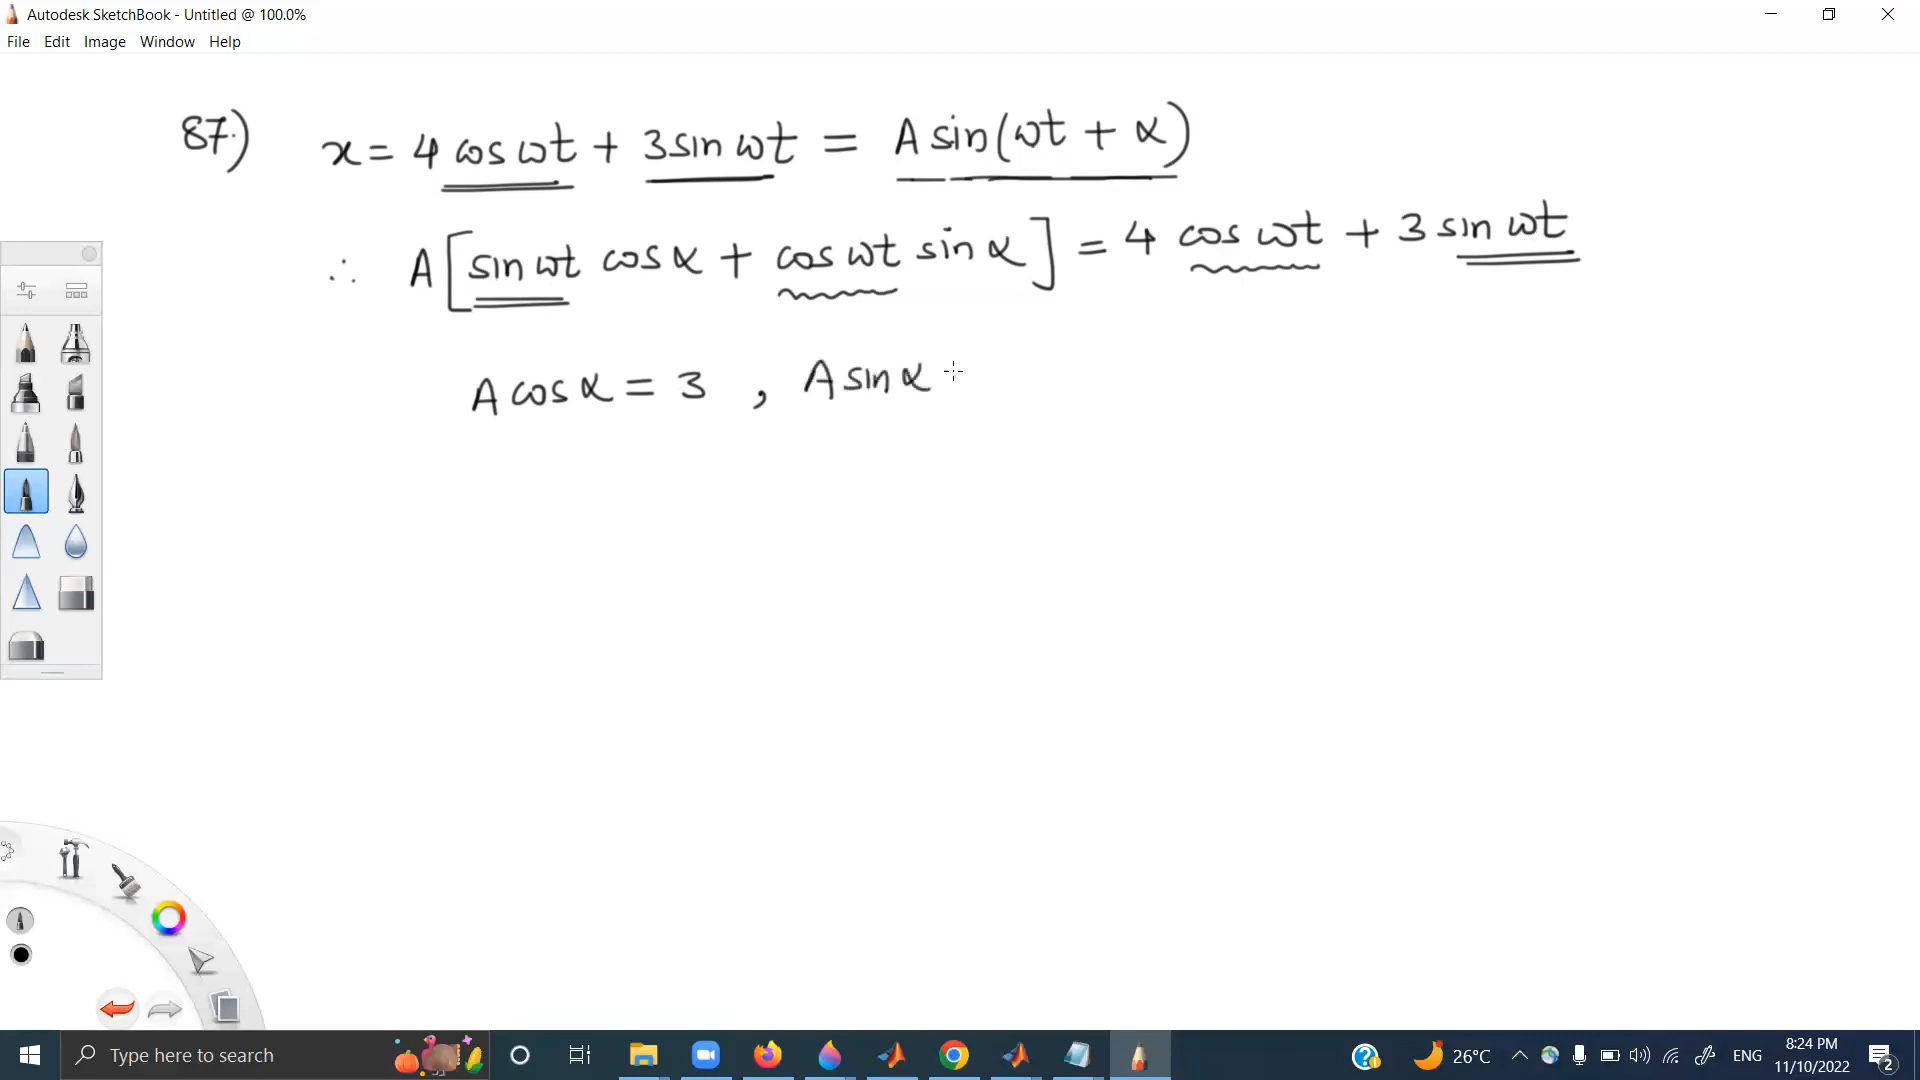 Autodesk SketchBook - Untitled @ 100.0%
File Edit Image Window Help
87.) x = 4 cos ωt + 3 sin ωt = A sin(ωt + α)
∴ A[sin ωt cos α + cos ωt sin α] = 4 cos ωt + 3 sin ωt
A cos α = 3 , A sin α
Type here to search
26°C
ENG
8:24 PM
11/10/2022
2